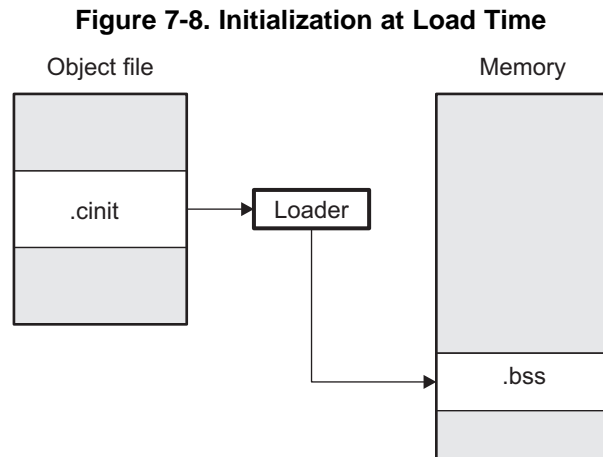 Figure 7-8. Initialization at Load Time
Object file
Memory
.cinit
Loader
.bss